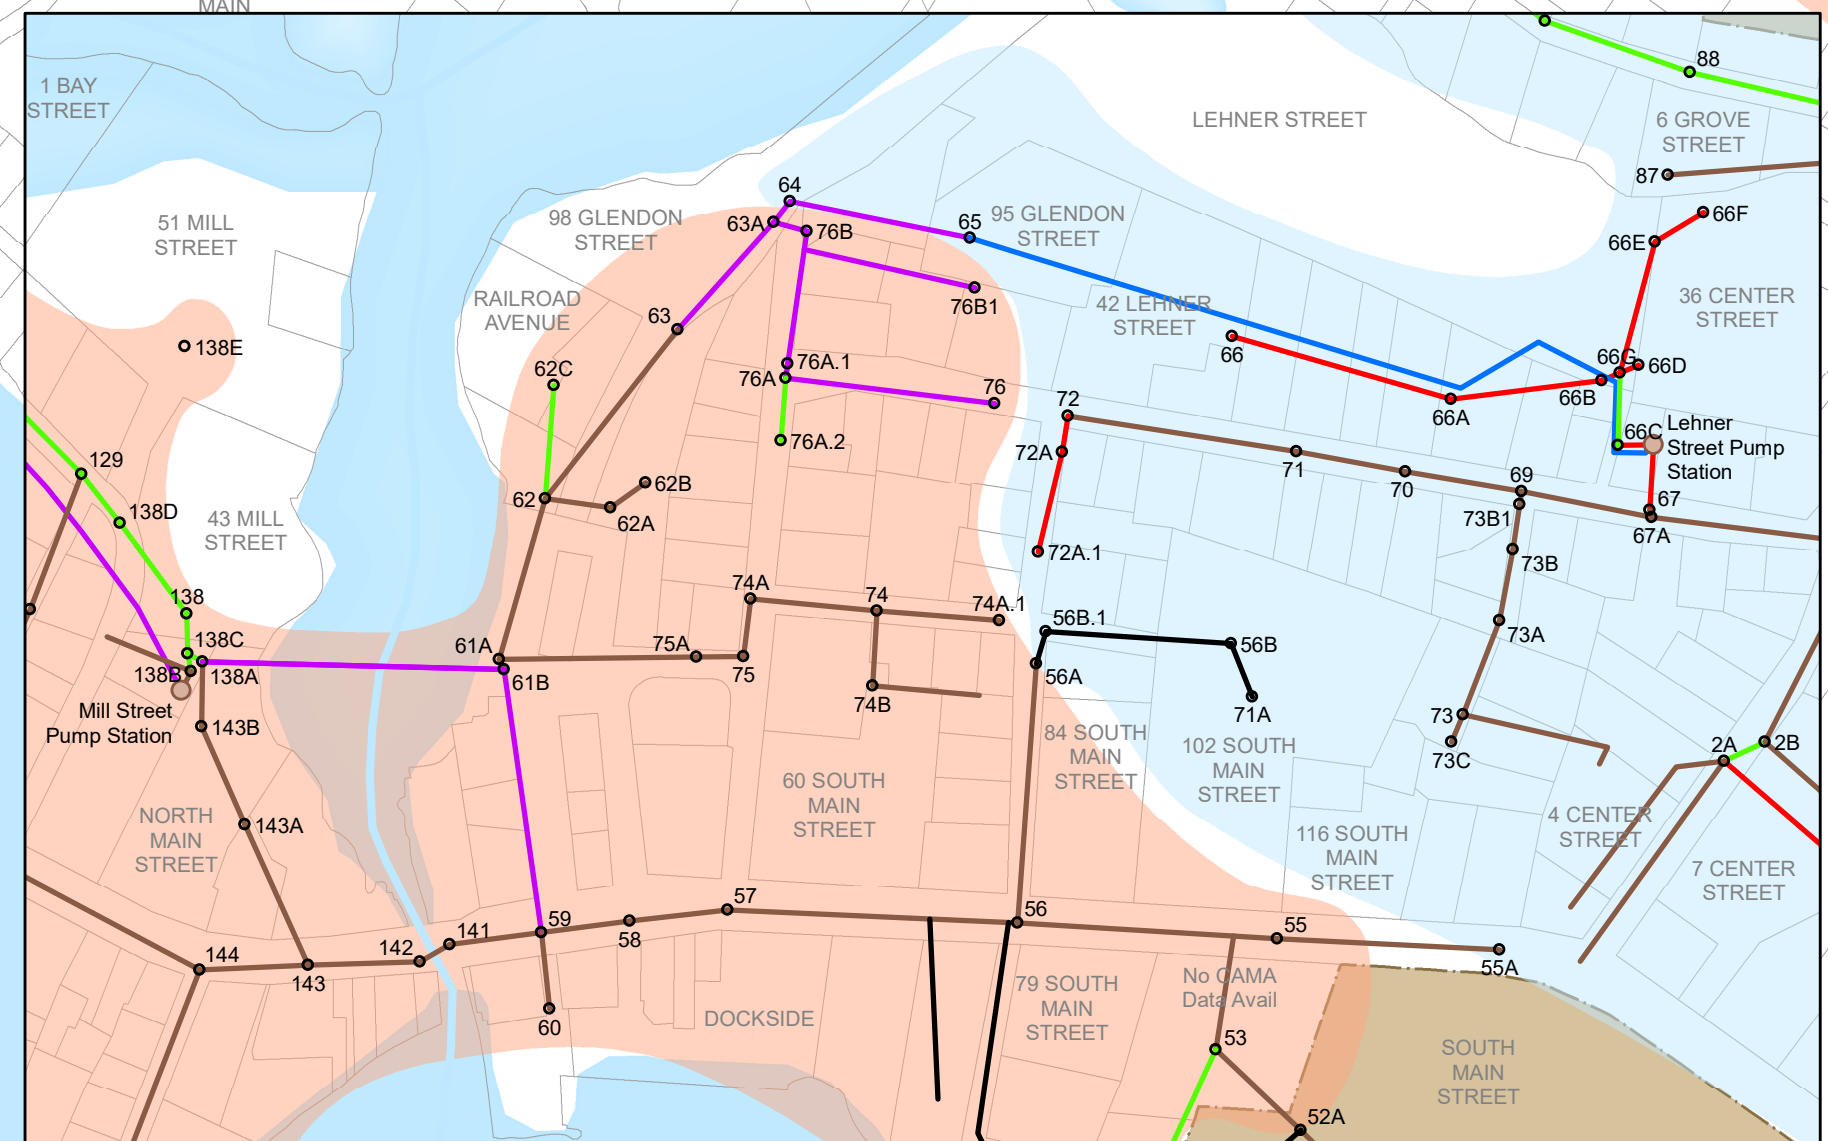 MAIN
88
1 BAY
STREET
LEHNER STREET
6 GROVE
STREET
87
64
66F
51 MILL
STREET
98 GLENDON
STREET
63A
76B
65
95 GLENDON
STREET
66E
RAILROAD
AVENUE
63
76B1
42 LEHNER
STREET
36 CENTER
STREET
66
138E
62C
76A.1
76A
76
66G
66D
66B
66A
72
76A.2
72A
71
70
69
66C
Lehner
Street Pump
Station
129
62
62B
62A
138D
43 MILL
STREET
73B1
67
67A
72A.1
73B
138
74A
74
74A.1
56B.1
73A
138C
61A
75A
75
56B
138B
138A
61B
56A
74B
71A
73
Mill Street
Pump Station
143B
84 SOUTH
MAIN
STREET
102 SOUTH
MAIN
STREET
73C
2A
2B
60 SOUTH
MAIN
STREET
NORTH
MAIN
STREET
143A
116 SOUTH
MAIN
STREET
4 CENTER
STREET
7 CENTER
STREET
57
56
55
59
58
141
142
144
143
55A
No CAMA
Data Avail
79 SOUTH
MAIN
STREET
60
DOCKSIDE
53
SOUTH
MAIN
STREET
52A